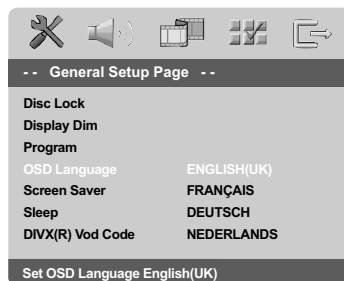 -- General Setup Page --
Disc Lock
Display Dim
Program
OSD Language ENGLISH(UK)
Screen Saver FRANÇAIS
Sleep DEUTSCH
DIVX(R) Vod Code NEDERLANDS
Set OSD Language English(UK)